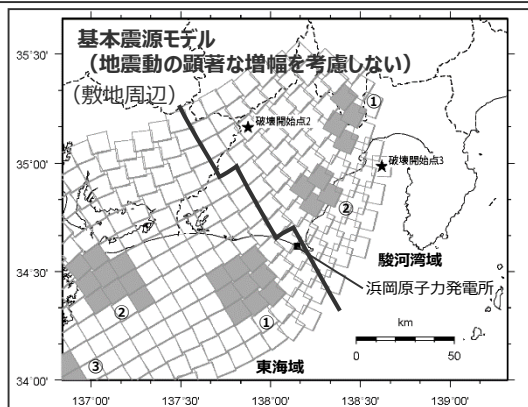 基本震源モデル
（地震動の顕著な増幅を考慮しない）
（敷地周辺）
35°30'
35°00'
34°30'
34°00'
①
破壊開始点2
破壊開始点3
②
駿河湾域
浜岡原子力発電所
②
①
③
東海域
km
0 50
137°00' 137°30' 138°00' 138°30' 139°00'